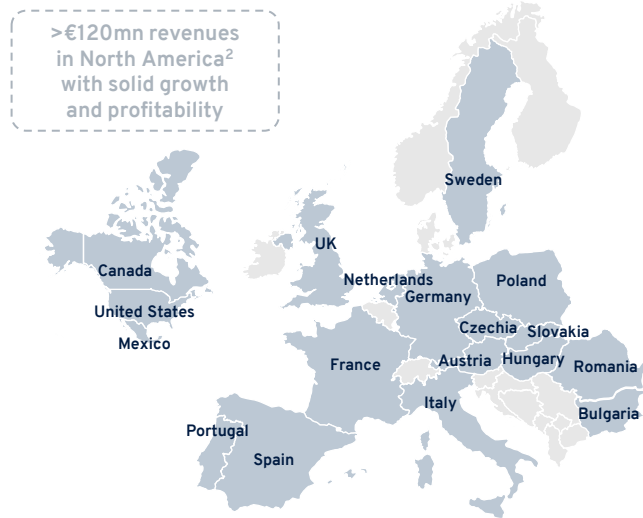 >€120mn revenues
in North America²
with solid growth
and profitability
Sweden
UK
Canada
Netherlands
Germany
Poland
United States
Czechia
Slovakia
Mexico
France
Austria
Hungary
Romania
Italy
Bulgaria
Portugal
Spain